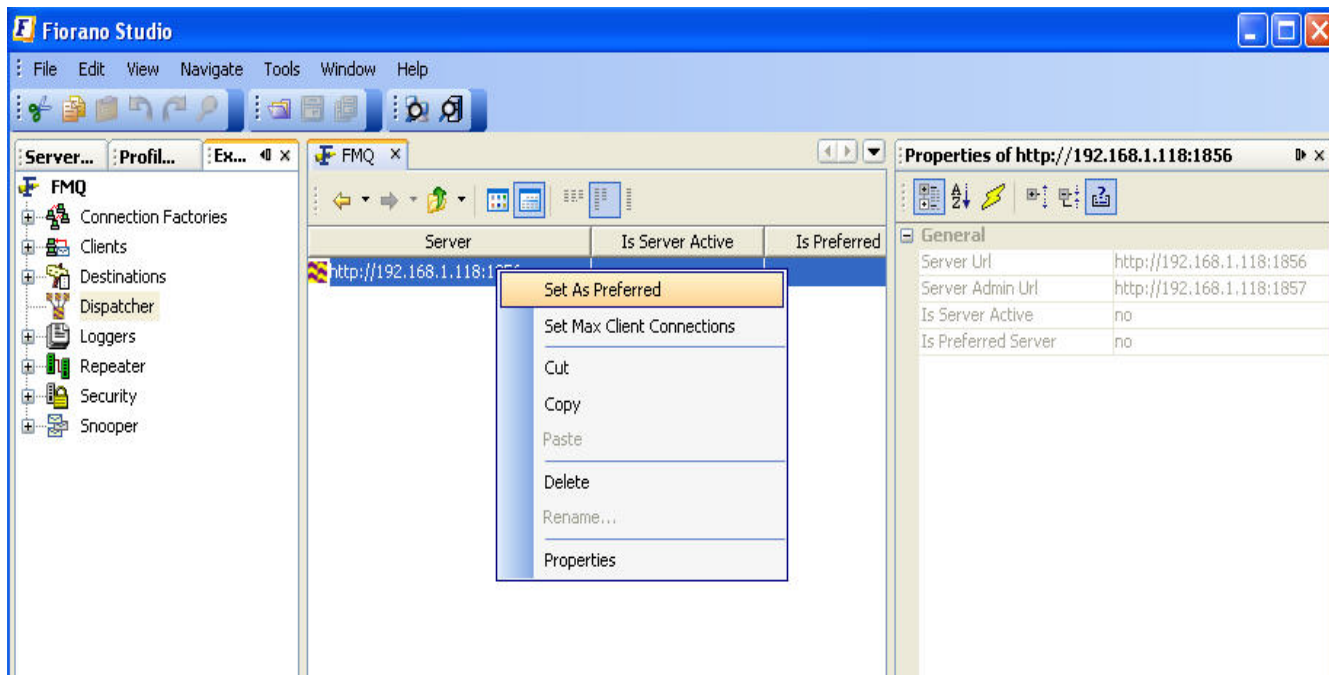 Fiorano Studio
File Edit View Navigate Tools Window Help
Server... Profil... Ex...
FMQ
Connection Factories
Clients
Destinations
Dispatcher
Loggers
Repeater
Security
Snooper
FMQ
Server Is Server Active Is Preferred
http://192.168.1.118:1856
Set As Preferred
Set Max Client Connections
Cut
Copy
Paste
Delete
Rename...
Properties
Properties of http://192.168.1.118:1856
General
Server Url http://192.168.1.118:1856
Server Admin Url http://192.168.1.118:1857
Is Server Active no
Is Preferred Server no